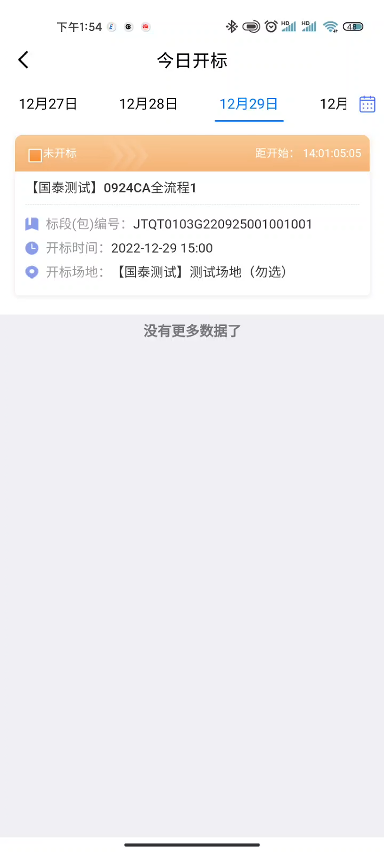 下午1:54
今日开标
12月27日 12月28日 12月29日 12月
未开标 距开始： 14:01:05:05
【国泰测试】0924CA全流程1
标段(包)编号： JTQT0103G220925001001001
开标时间： 2022-12-29 15:00
开标场地： 【国泰测试】测试场地（勿选）
没有更多数据了